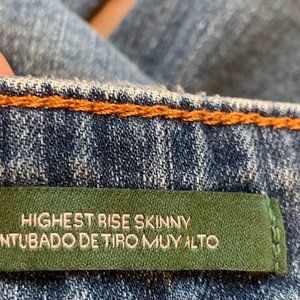 HIGHEST RISE SKINNY
NTUBADO DE TIRO MUY ALTO